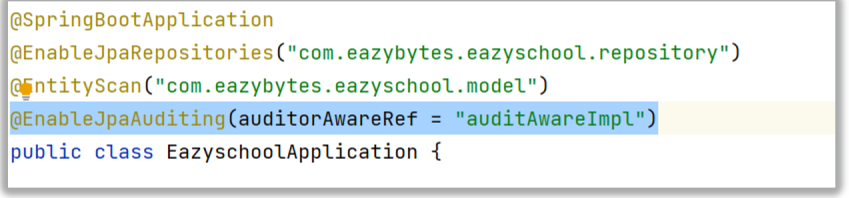 @SpringBootApplication
@EnableJpaRepositories("com.eazybytes.eazyschool.repository")
@EntityScan("com.eazybytes.eazyschool.model")
@EnableJpaAuditing(auditorAwareRef = "auditAwareImpl")
public class EazyschoolApplication {